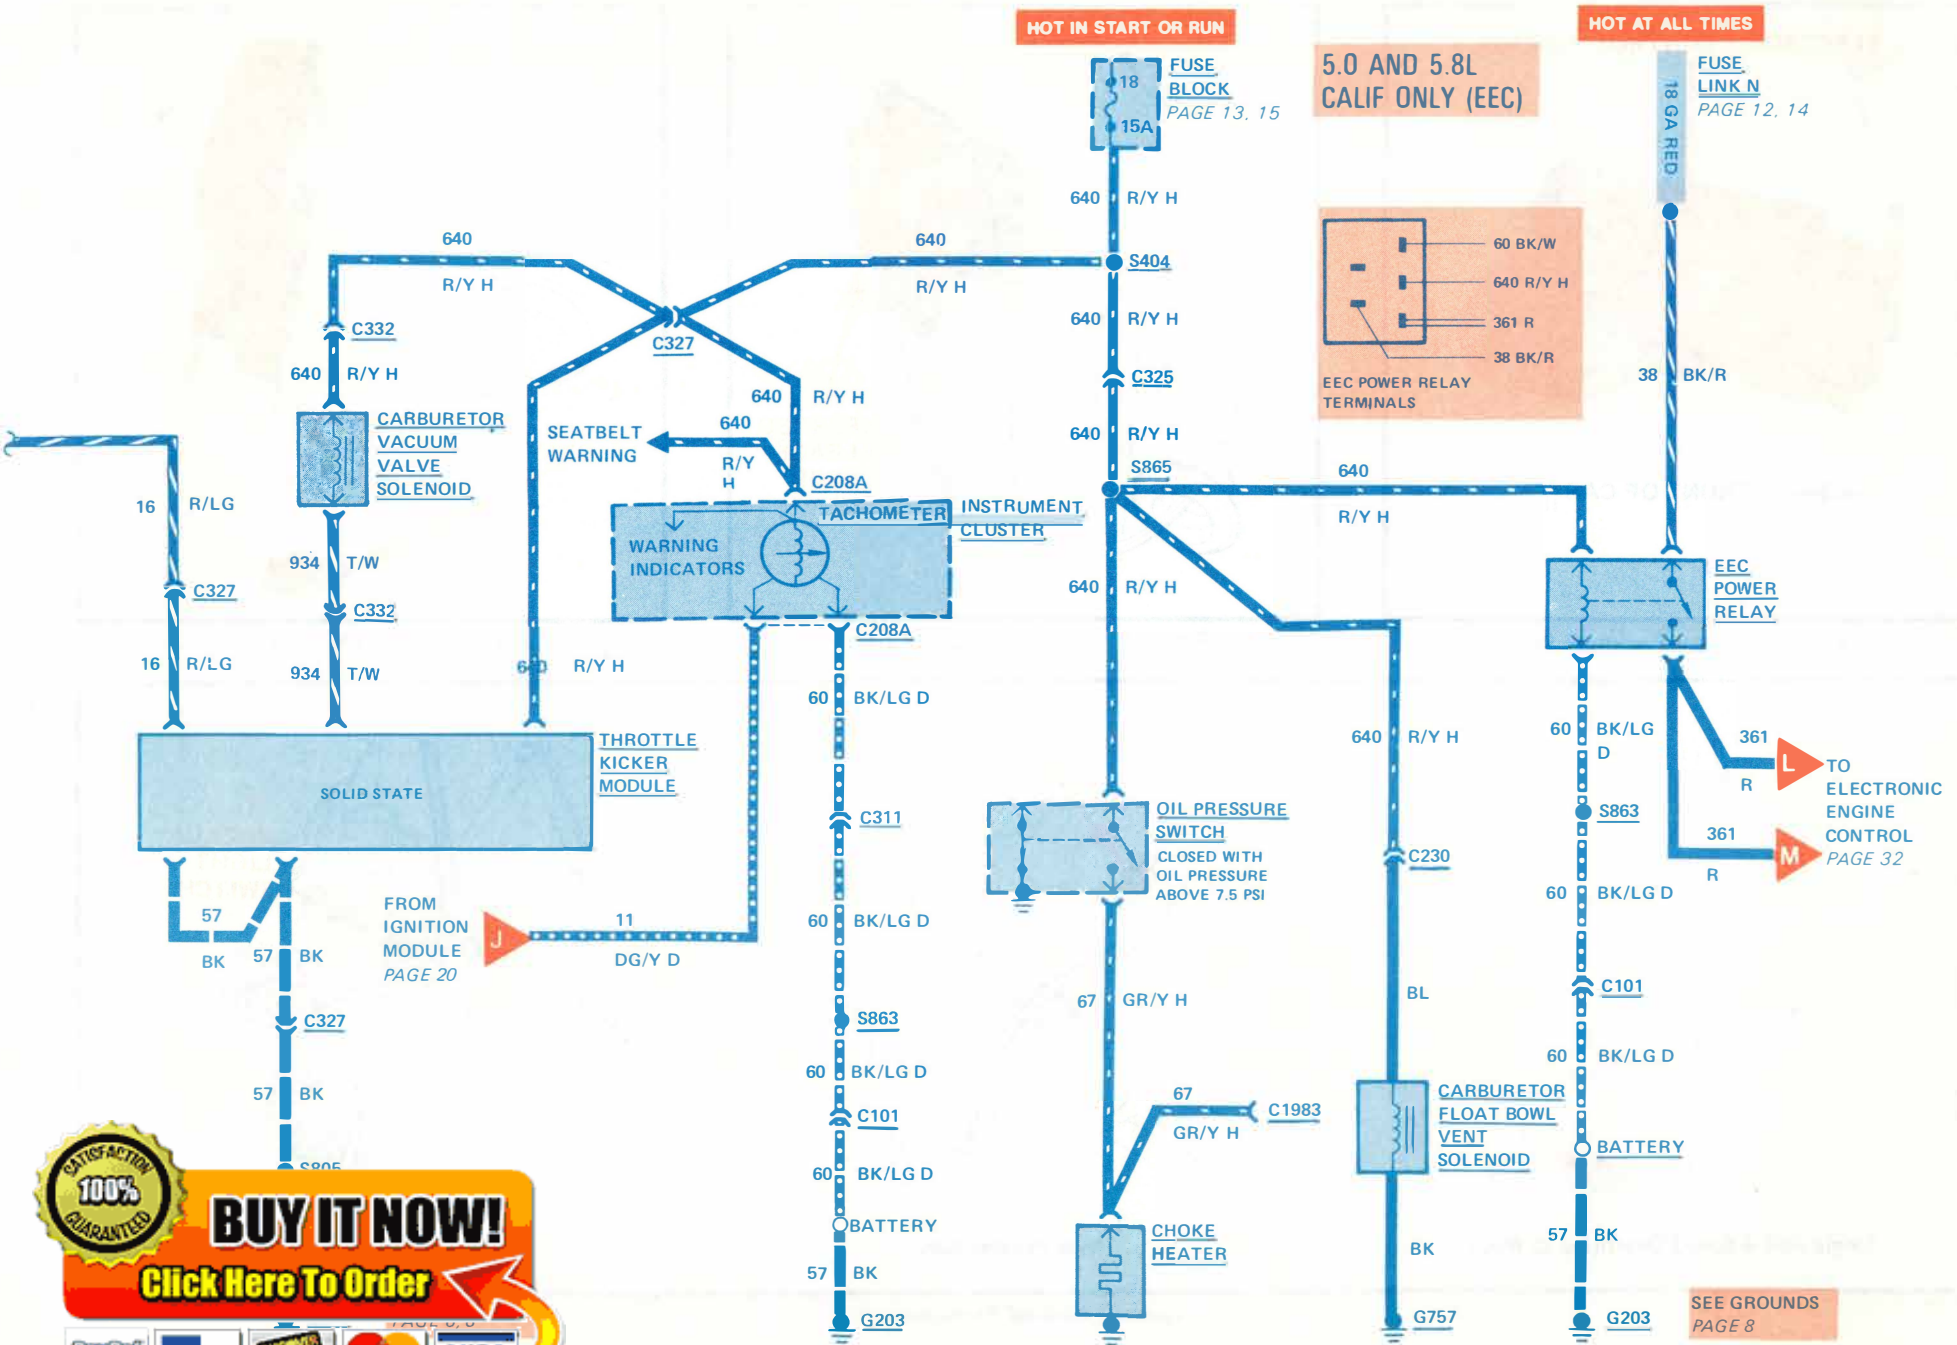 HOT IN START OR RUN
HOT AT ALL TIMES
FUSE
BLOCK
PAGE 13, 15
18
15A
5.0 AND 5.8L
CALIF ONLY (EEC)
FUSE
LINK N
PAGE 12, 14
18 GA RED
640 R/Y H
60 BK/W
640 R/Y H
361 R
38 BK/R
EEC POWER RELAY
TERMINALS
640
R/Y H
640
R/Y H
S404
640 R/Y H
C332
C327
C325
640 R/Y H
640 R/Y H
38 BK/R
CARBURETOR
VACUUM
VALVE
SOLENOID
SEATBELT
WARNING
640
R/Y
H
640 R/Y H
S865
640
R/Y H
C208A
16 R/LG
TACHOMETER
INSTRUMENT
CLUSTER
WARNING
INDICATORS
934 T/W
C327
C332
640 R/Y H
EEC
POWER
RELAY
C208A
16 R/LG
934 T/W
640 R/Y H
60 BK/LG D
640 R/Y H
60 BK/LG
D
361
R
L
TO
ELECTRONIC
ENGINE
CONTROL
PAGE 32
361
R
M
THROTTLE
KICKER
MODULE
SOLID STATE
C311
OIL PRESSURE
SWITCH
CLOSED WITH
OIL PRESSURE
ABOVE 7.5 PSI
S863
C230
60 BK/LG D
57
BK
57 BK
FROM
IGNITION
MODULE
PAGE 20
J
11
DG/Y D
60 BK/LG D
67 GR/Y H
BL
C101
C327
S863
60 BK/LG D
60 BK/LG D
57 BK
C101
67
GR/Y H
C1983
CARBURETOR
FLOAT BOWL
VENT
SOLENOID
BATTERY
S805
60 BK/LG D
BATTERY
CHOKE
HEATER
BK
57 BK
57 BK
G203
G757
G203
SEE GROUNDS
PAGE 8
SATISFACTION
100%
GUARANTEED
BUY IT NOW!
Click Here To Order